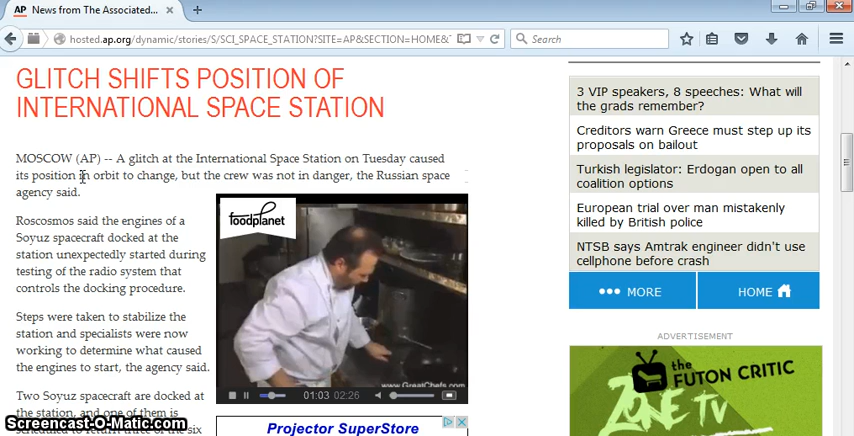 AP News from The Associated...
hosted.ap.org/dynamic/stories/S/SCI_SPACE_STATION?SITE=AP&SECTION=HOME&
Search
GLITCH SHIFTS POSITION OF
INTERNATIONAL SPACE STATION
MOSCOW (AP) -- A glitch at the International Space Station on Tuesday caused
its position in orbit to change, but the crew was not in danger, the Russian space
agency said.
Roscosmos said the engines of a
Soyuz spacecraft docked at the
station unexpectedly started during
testing of the radio system that
controls the docking procedure.
Steps were taken to stabilize the
station and specialists were now
working to determine what caused
the engines to start, the agency said.
Two Soyuz spacecraft are docked at
the station, and one of them is
scheduled to return three of the six
foodplanet
www.GreatChefs.com
01:03 02:26
Projector SuperStore
3 VIP speakers, 8 speeches: What will
the grads remember?
Creditors warn Greece must step up its
proposals on bailout
Turkish legislator: Erdogan open to all
coalition options
European trial over man mistakenly
killed by British police
NTSB says Amtrak engineer didn't use
cellphone before crash
MORE
HOME
ADVERTISEMENT
the
FUTON CRITIC
ZONE TV
Screencast-O-Matic.com